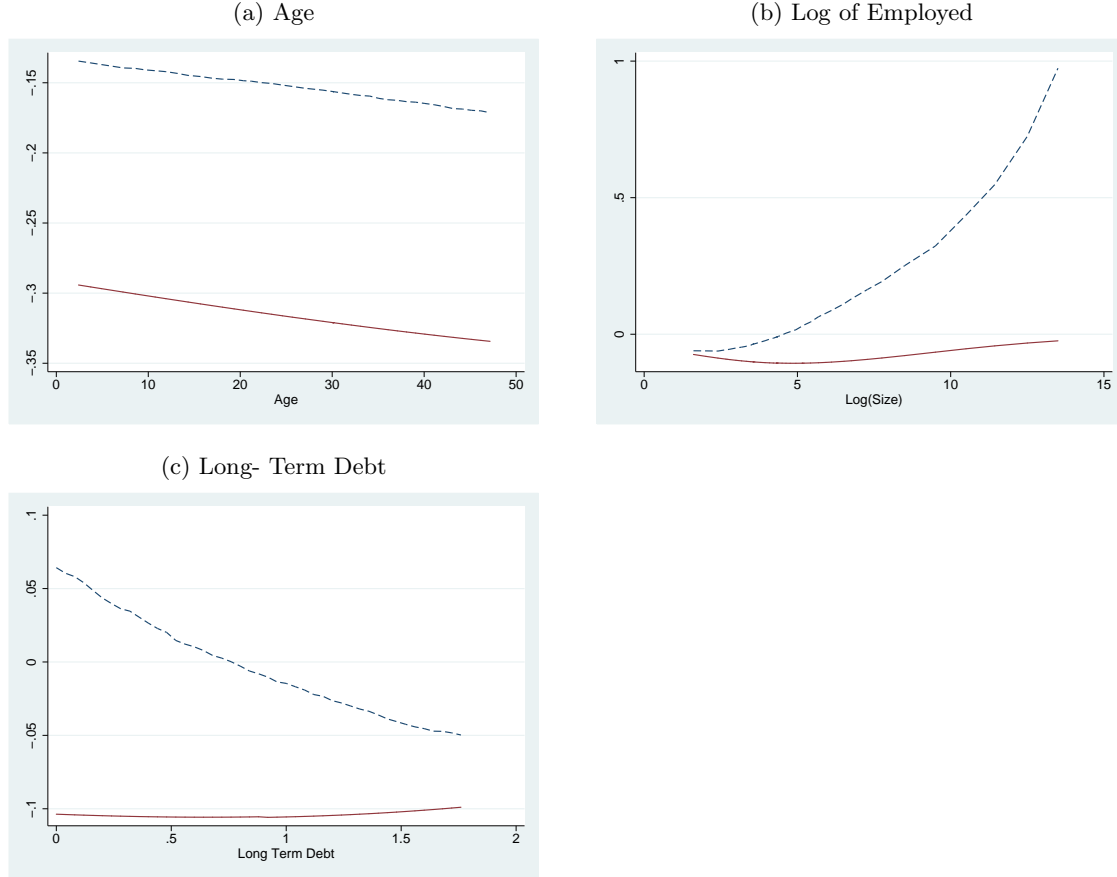 (a) Age
-.15
-.2
-.25
-.3
-.35
0 10 20 30 40 50
Age
(b) Log of Employed
1
.5
0
0 5 10 15
Log(Size)
(c) Long- Term Debt
.1
.05
0
-.05
-.1
0 .5 1 1.5 2
Long Term Debt